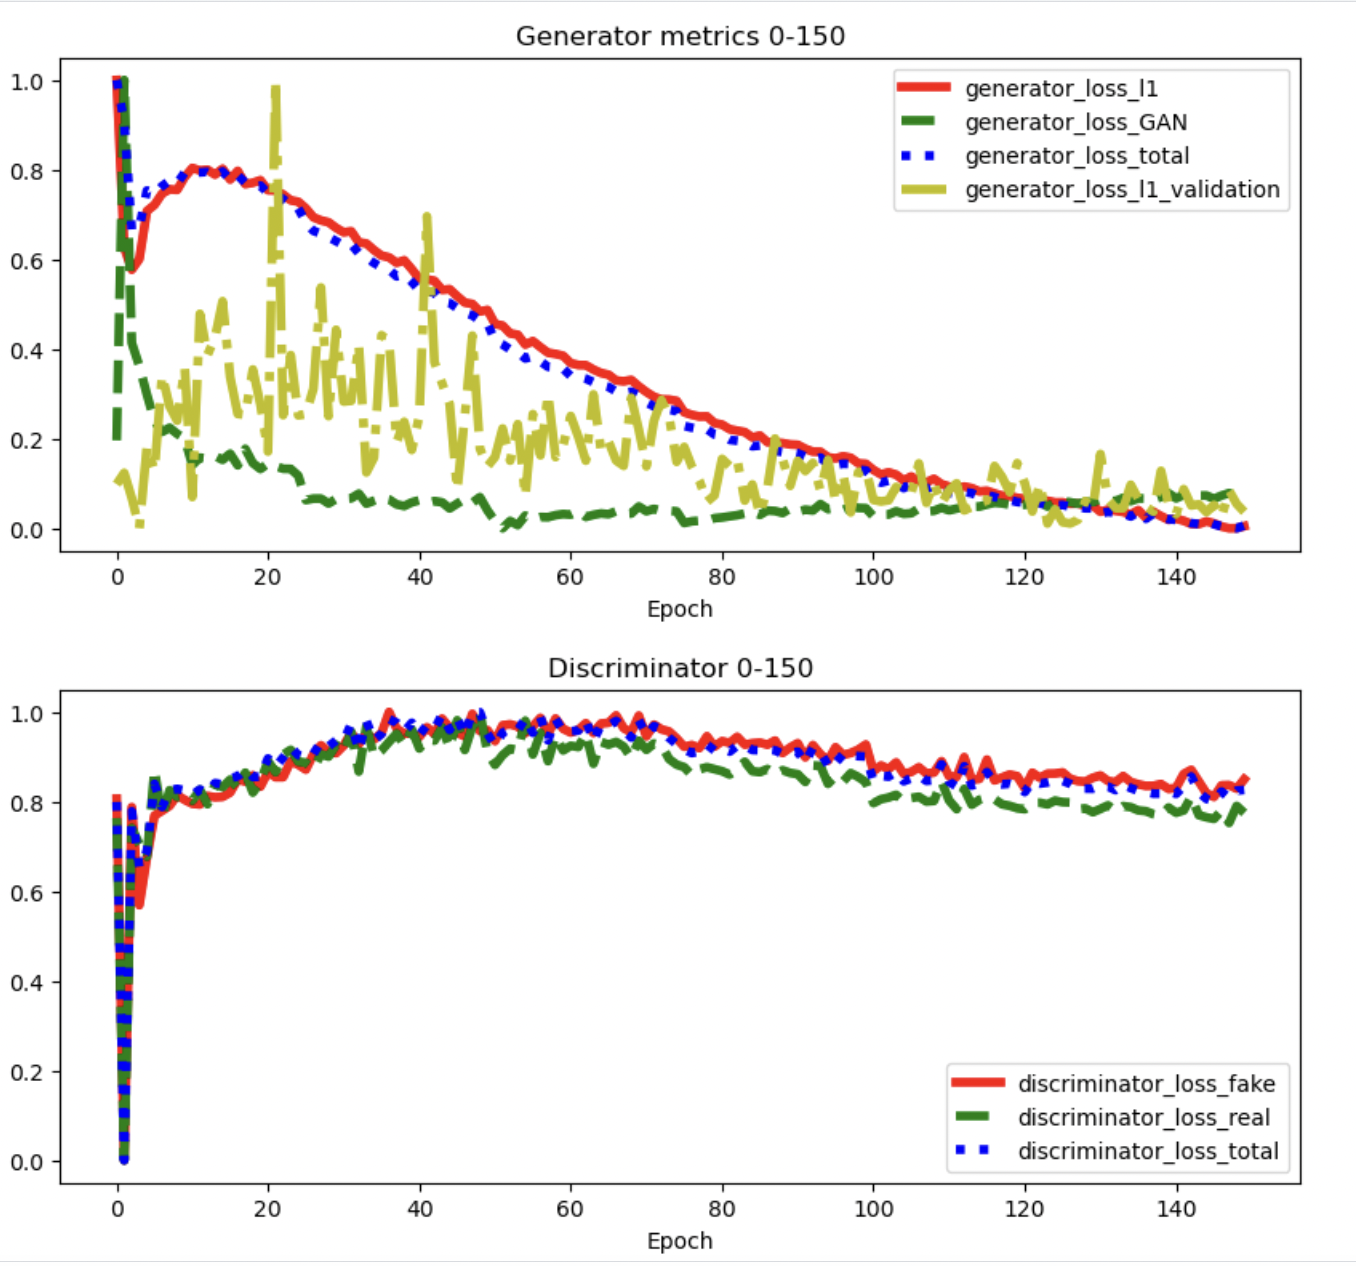 Generator metrics 0-150
1.0
0.8
0.6
0.4
0.2
0.0
generator_loss_l1
generator_loss_GAN
generator_loss_total
generator_loss_l1_validation
0 20 40 60 80 100 120 140
Epoch
Discriminator 0-150
1.0
0.8
0.6
0.4
0.2
0.0
discriminator_loss_fake
discriminator_loss_real
discriminator_loss_total
0 20 40 60 80 100 120 140
Epoch